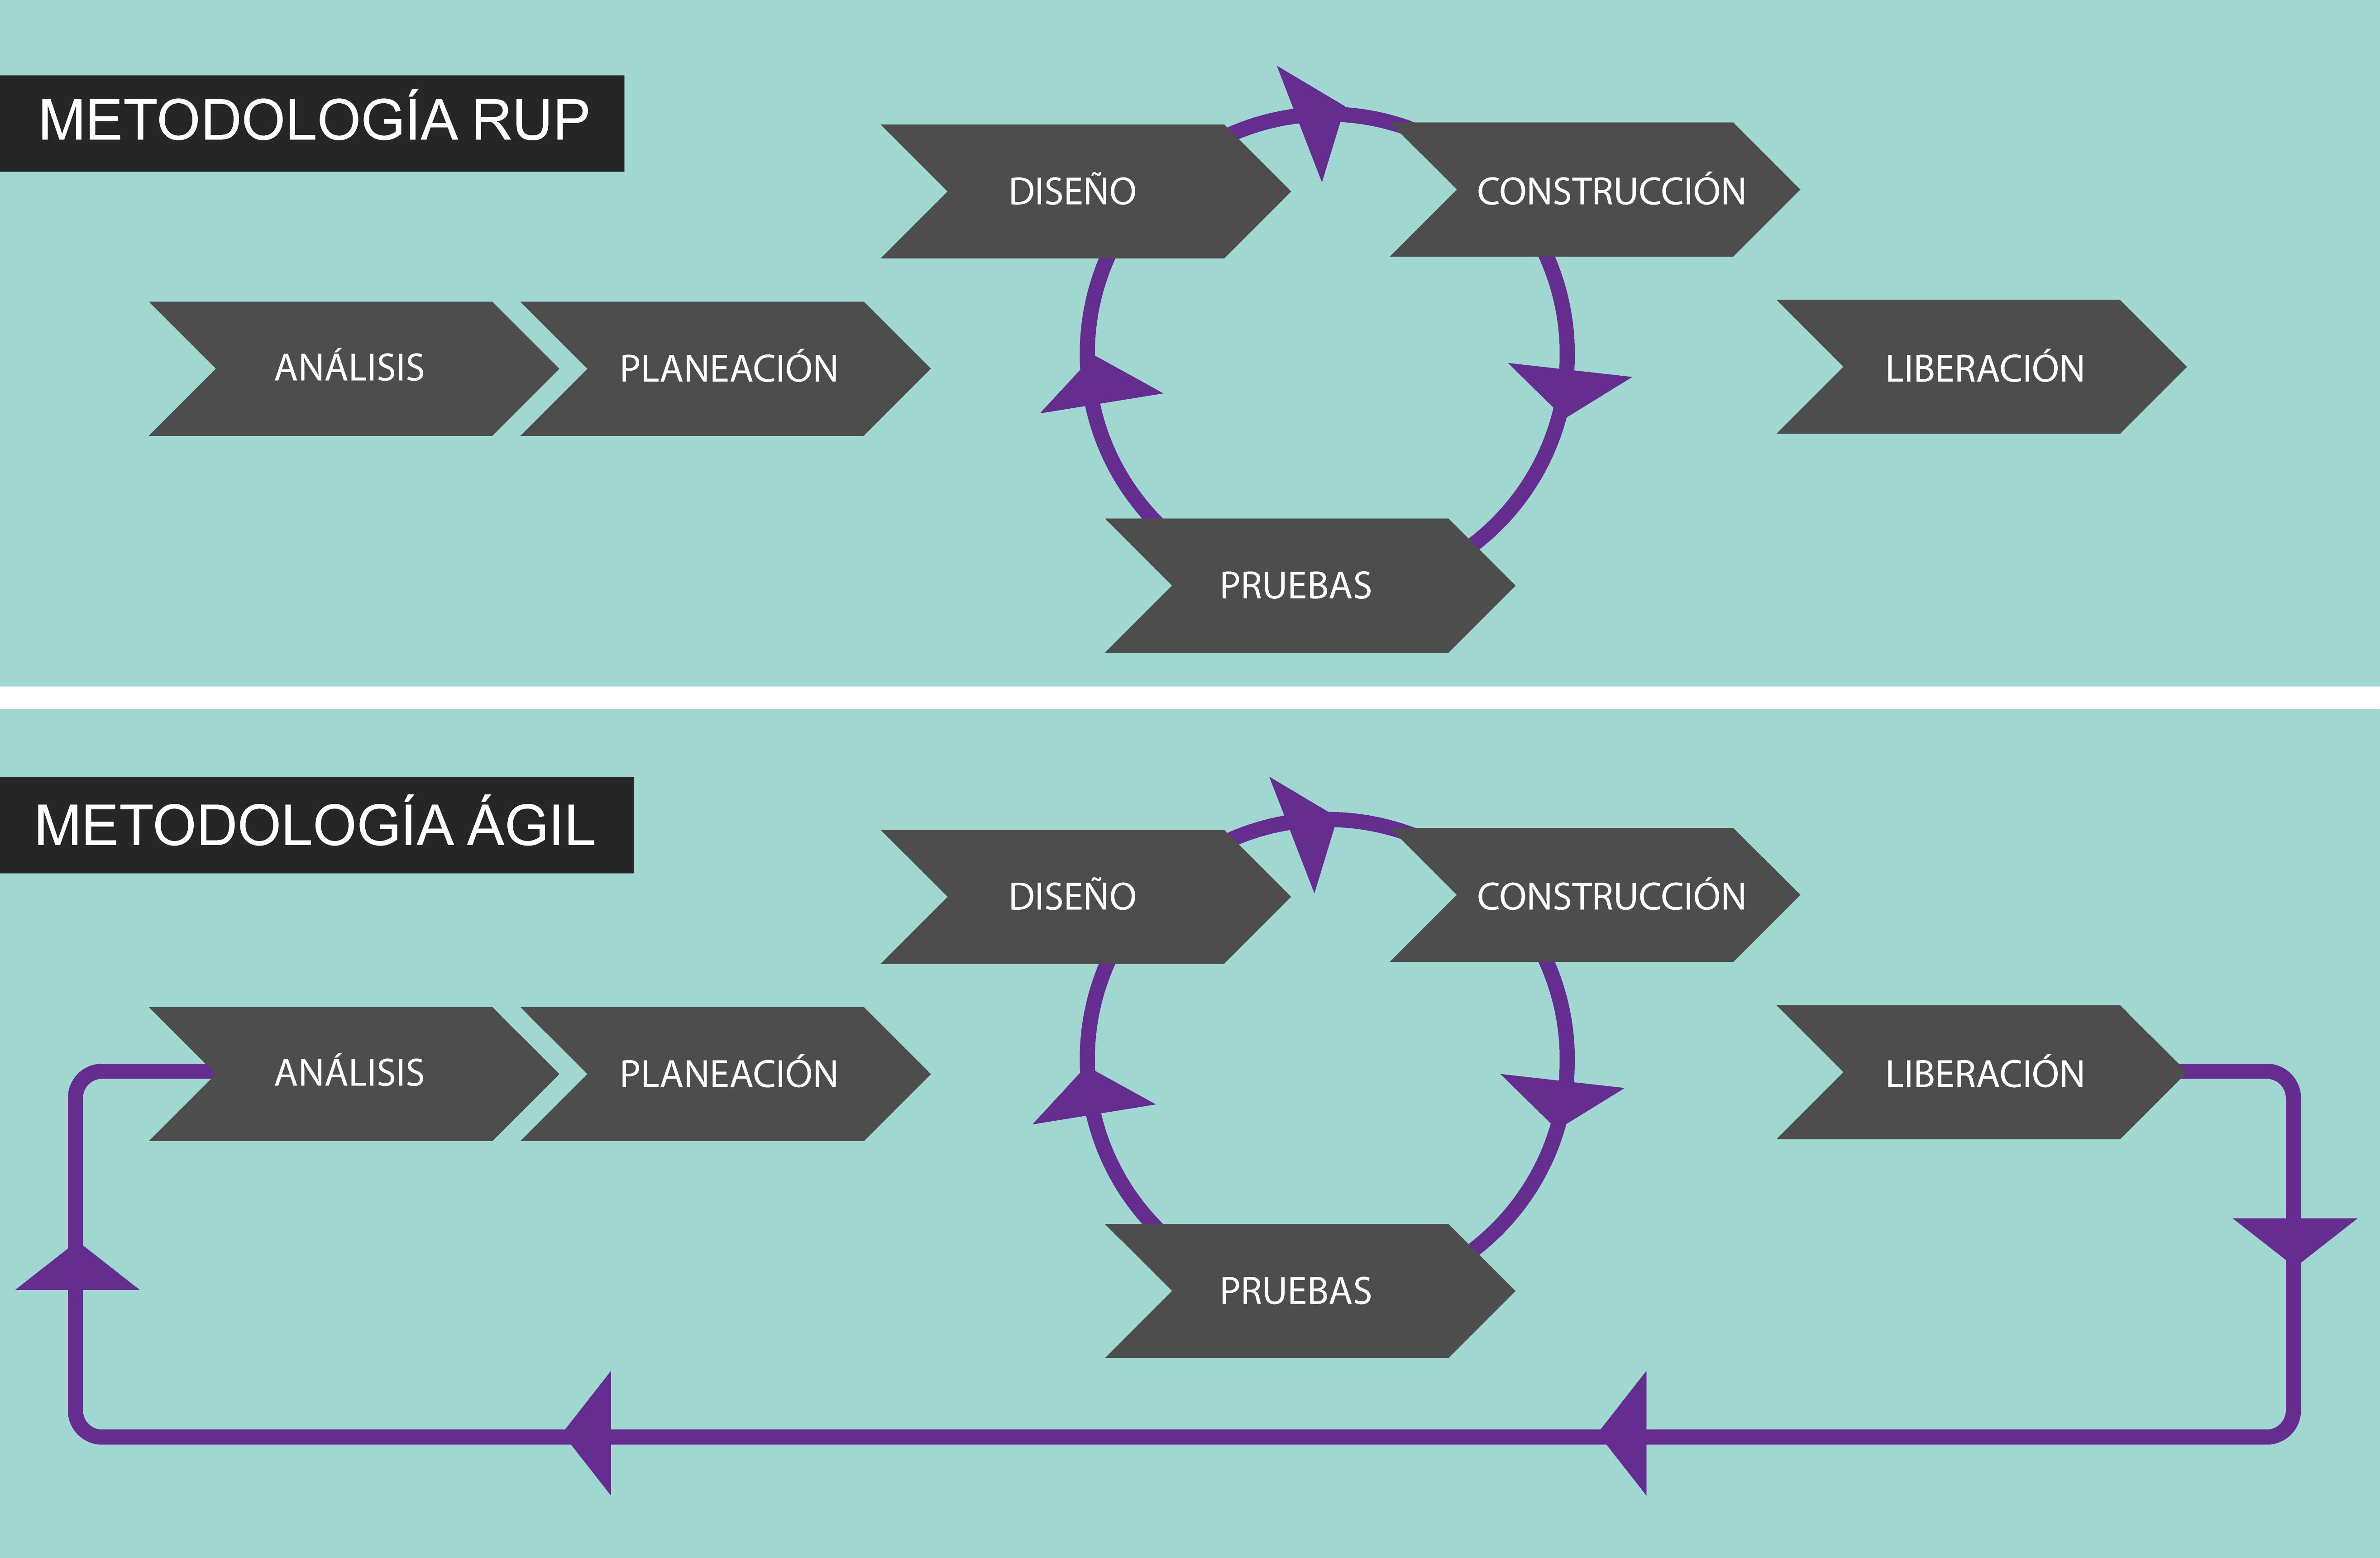 METODOLOGÍA RUP
DISEÑO
CONSTRUCCIÓN
ANÁLISIS
PLANEACIÓN
LIBERACIÓN
PRUEBAS
METODOLOGÍA ÁGIL
DISEÑO
CONSTRUCCIÓN
ANÁLISIS
PLANEACIÓN
LIBERACIÓN
PRUEBAS